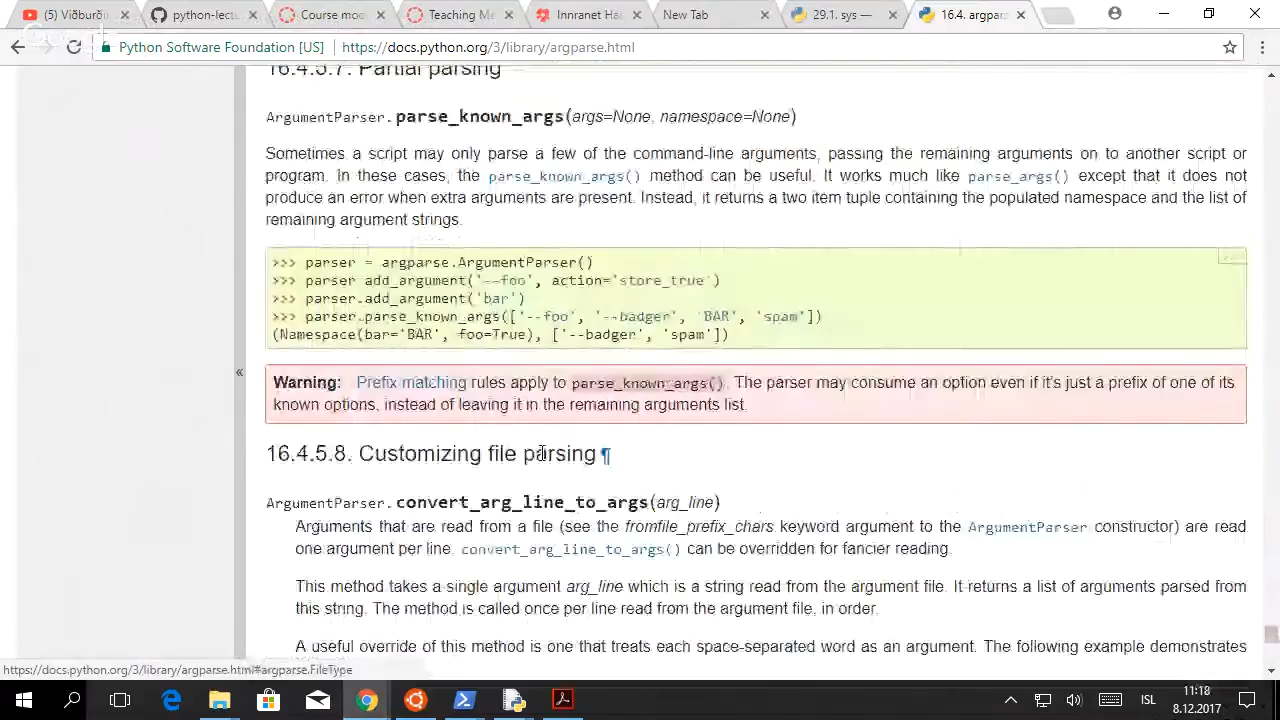 (5) Viðburð
python-lectu
Course mod
Teaching Me
Innranet Há
New Tab
29.1. sys —
16.4. argpars
Python Software Foundation [US] https://docs.python.org/3/library/argparse.html
16.4.5.7. Partial parsing
ArgumentParser.parse_known_args(args=None, namespace=None)
Sometimes a script may only parse a few of the command-line arguments, passing the remaining arguments on to another script or
program. In these cases, the parse_known_args() method can be useful. It works much like parse_args() except that it does not
produce an error when extra arguments are present. Instead, it returns a two item tuple containing the populated namespace and the list of
remaining argument strings.
>>> parser = argparse.ArgumentParser()
>>> parser.add_argument('--foo', action='store_true')
>>> parser.add_argument('bar')
>>> parser.parse_known_args(['--foo', '--badger', 'BAR', 'spam'])
(Namespace(bar='BAR', foo=True), ['--badger', 'spam'])
Warning: Prefix matching rules apply to parse_known_args(). The parser may consume an option even if it's just a prefix of one of its
known options, instead of leaving it in the remaining arguments list.
«
16.4.5.8. Customizing file parsing ¶
ArgumentParser.convert_arg_line_to_args(arg_line)
Arguments that are read from a file (see the fromfile_prefix_chars keyword argument to the ArgumentParser constructor) are read
one argument per line. convert_arg_line_to_args() can be overridden for fancier reading.
This method takes a single argument arg_line which is a string read from the argument file. It returns a list of arguments parsed from
this string. The method is called once per line read from the argument file, in order.
A useful override of this method is one that treats each space-separated word as an argument. The following example demonstrates
https://docs.python.org/3/library/argparse.html#argparse.FileType
ISL
11:18
8.12.2017